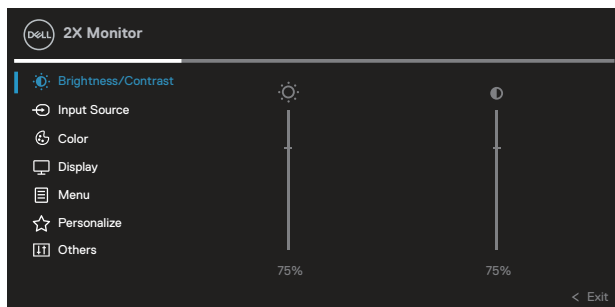 DELL 2X Monitor
Brightness/Contrast
Input Source
Color
Display
Menu
Personalize
Others
75% 75%
< Exit